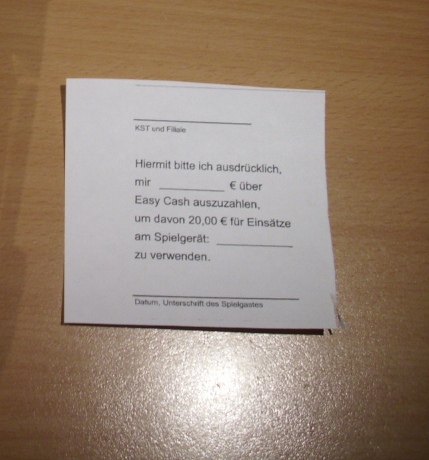 KST und Filiale
Hiermit bitte ich ausdrücklich,
mir __________ € über
Easy Cash auszuzahlen,
um davon 20,00 € für Einsätze
am Spielgerät: ____________
zu verwenden.
Datum, Unterschrift des Spielgastes